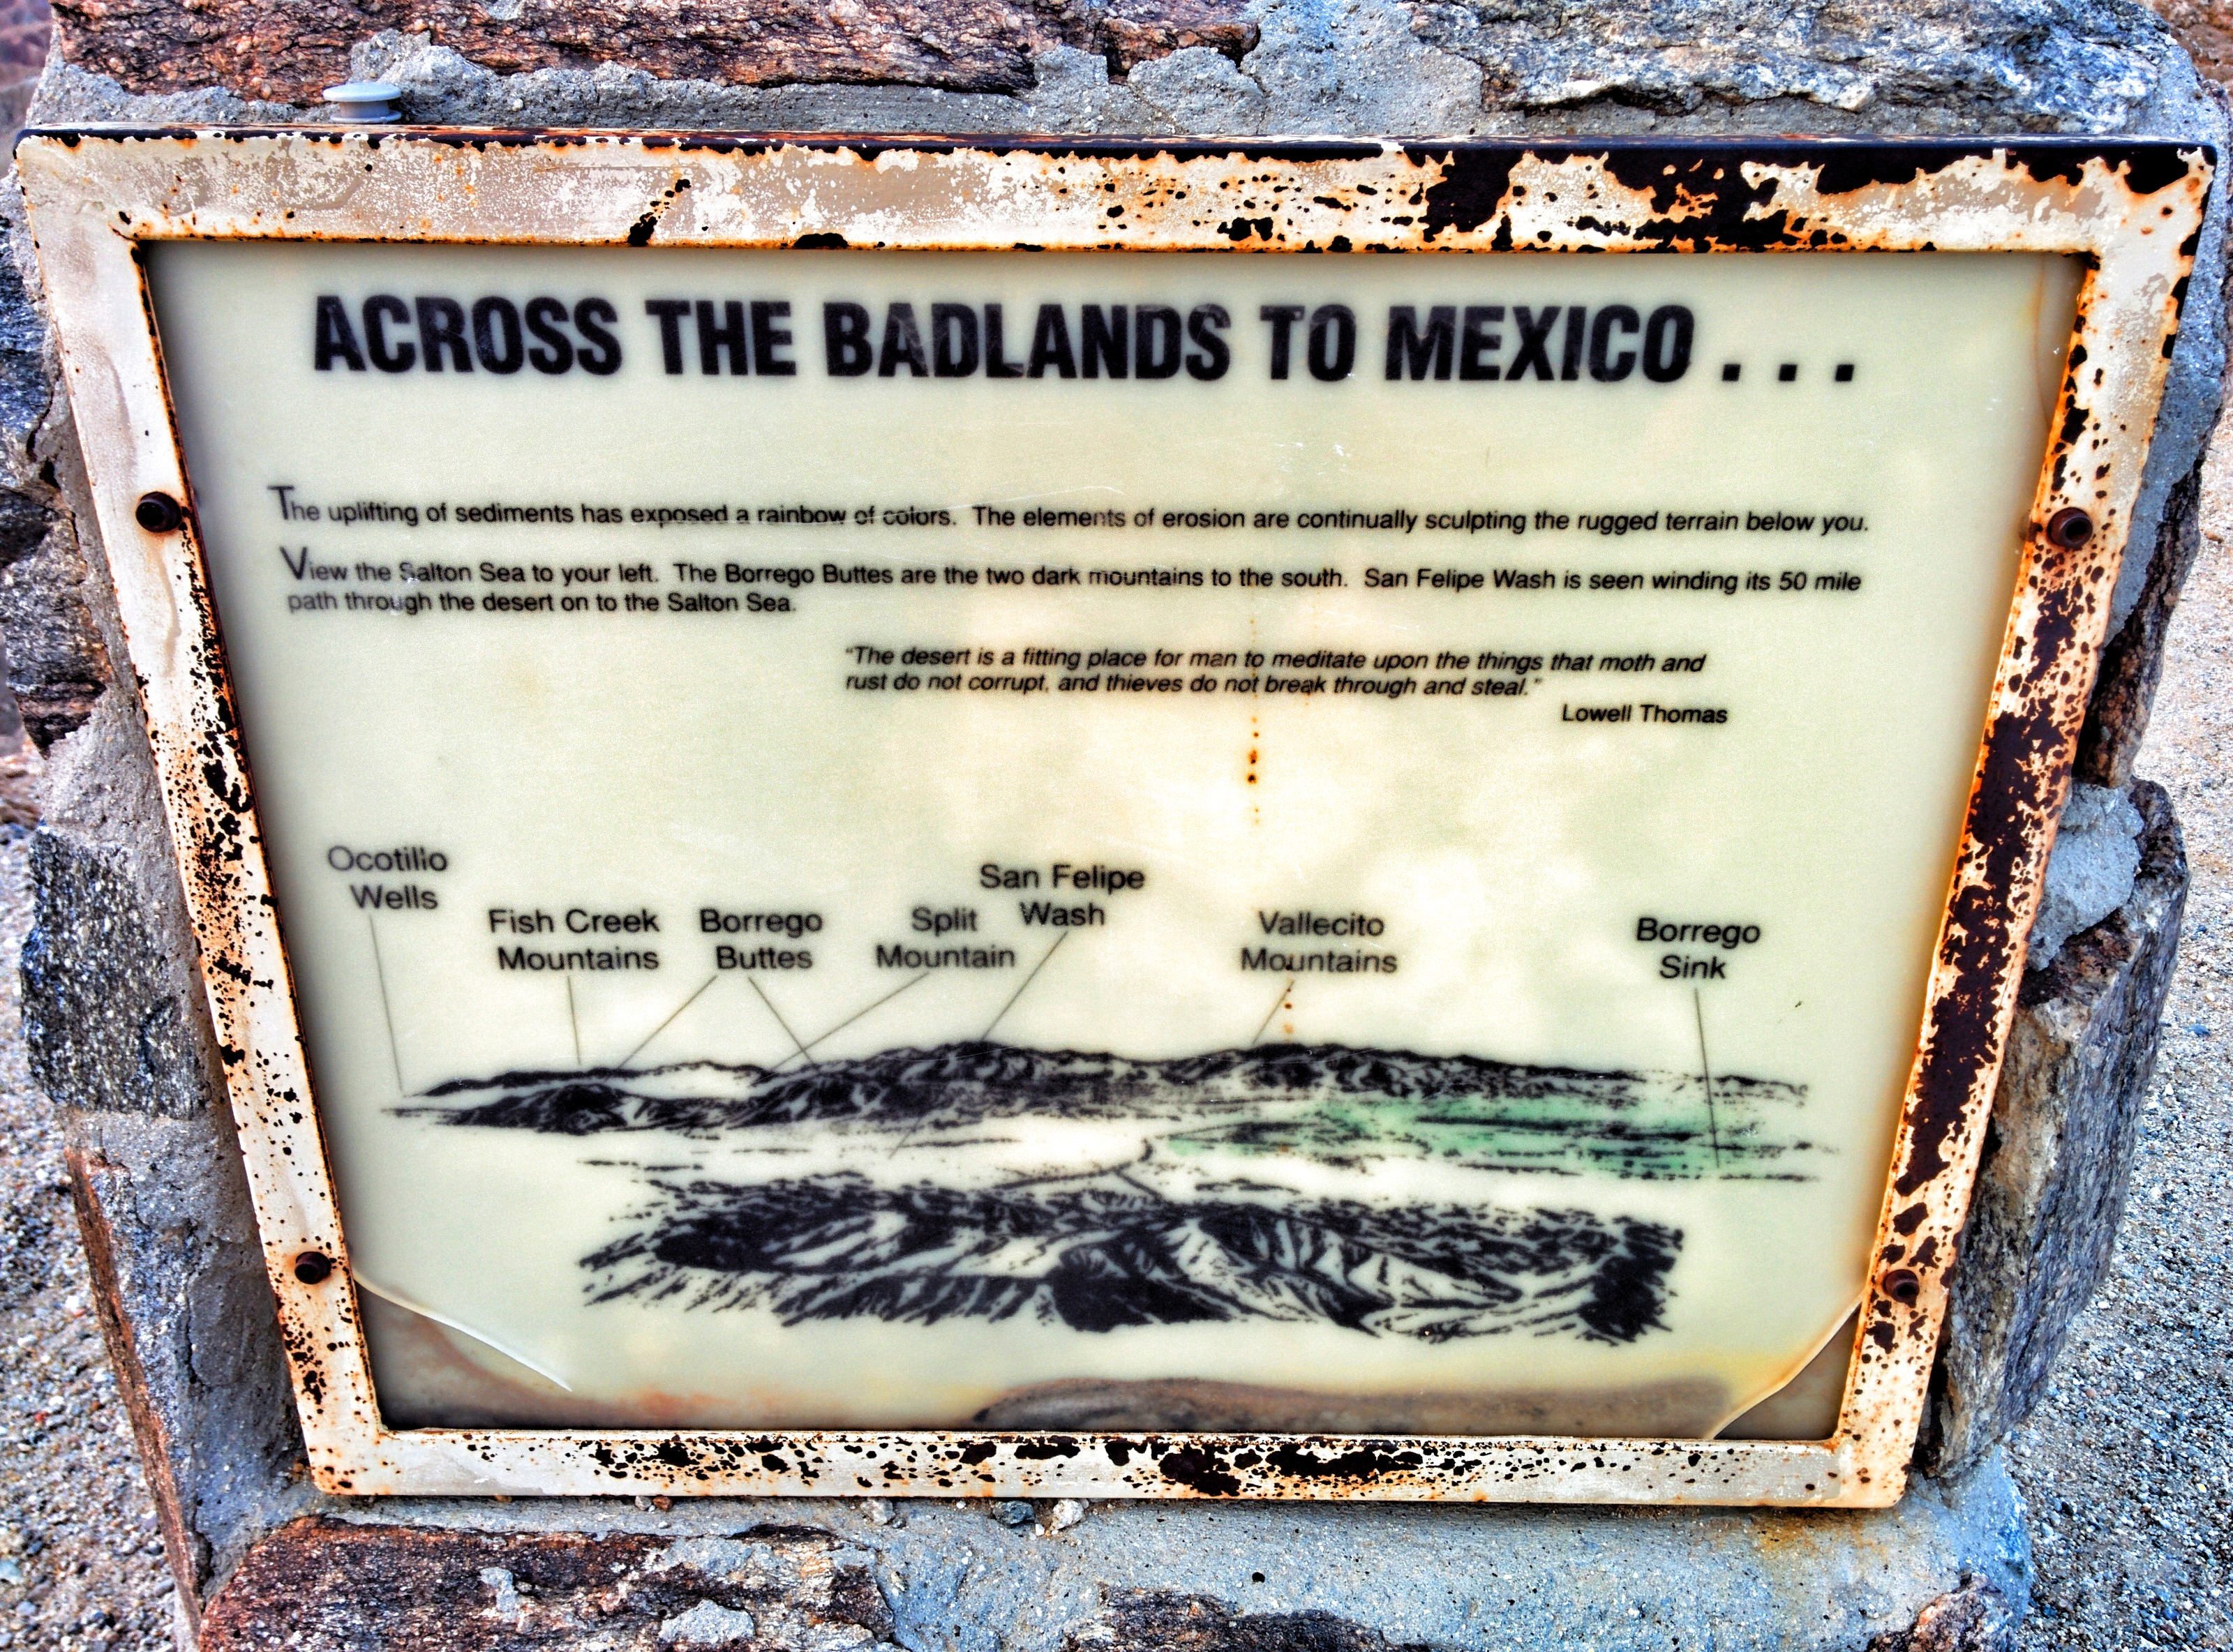 ACROSS THE BADLANDS TO MEXICO . . .
The uplifting of sediments has exposed a rainbow of colors. The elements of erosion are continually sculpting the rugged terrain below you.
View the Salton Sea to your left. The Borrego Buttes are the two dark mountains to the south. San Felipe Wash is seen winding its 50 mile
path through the desert on to the Salton Sea.
"The desert is a fitting place for man to meditate upon the things that moth and
rust do not corrupt, and thieves do not break through and steal."
Lowell Thomas
Ocotillo
Wells
Fish Creek
Mountains
Borrego
Buttes
Split
Mountain
San Felipe
Wash
Vallecito
Mountains
Borrego
Sink